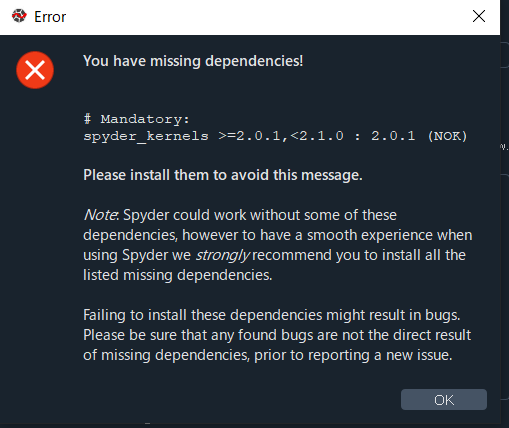 Error
You have missing dependencies!
# Mandatory:
spyder_kernels >=2.0.1,<2.1.0 : 2.0.1 (NOK)
Please install them to avoid this message.
Note: Spyder could work without some of these
dependencies, however to have a smooth experience when
using Spyder we strongly recommend you to install all the
listed missing dependencies.
Failing to install these dependencies might result in bugs.
Please be sure that any found bugs are not the direct result
of missing dependencies, prior to reporting a new issue.
OK